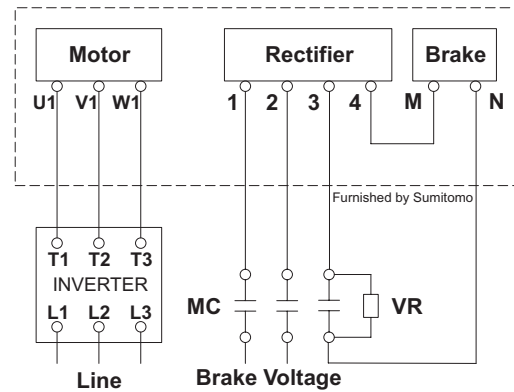 Motor Rectifier Brake
U1 V1 W1 1 2 3 4 M N
Furnished by Sumitomo
T1 T2 T3
INVERTER
L1 L2 L3
MC VR
Line Brake Voltage